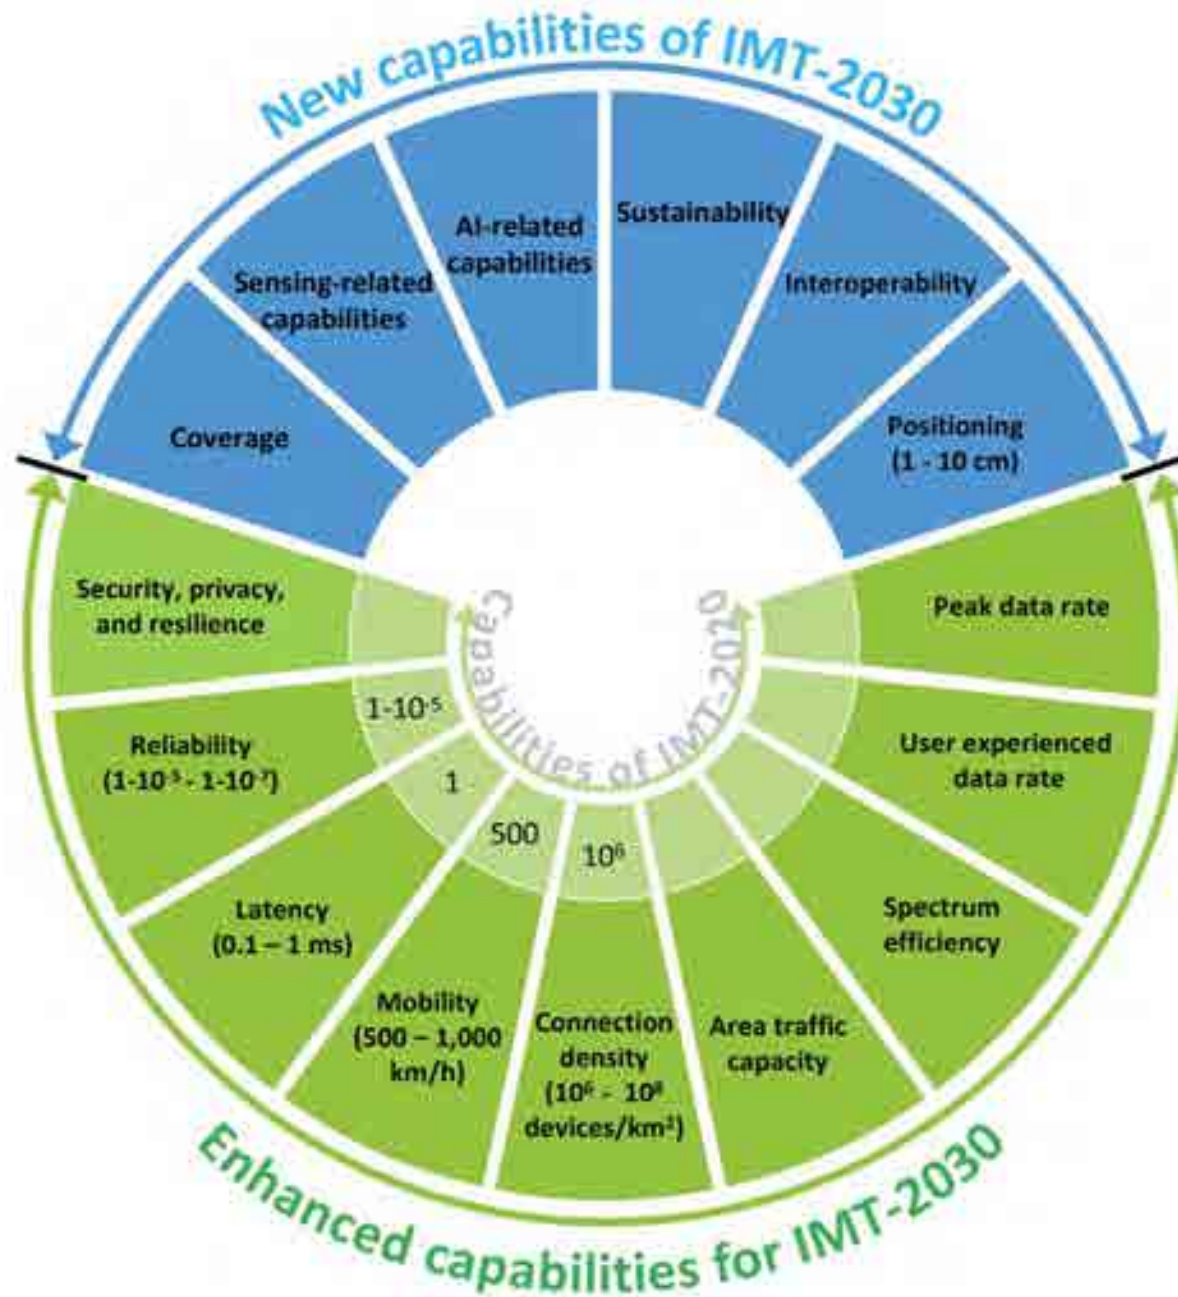 New capabilities of IMT-2030
AI-related
capabilities
Sustainability
Sensing-related
capabilities
Interoperability
Coverage
Positioning
(1 - 10 cm)
Security, privacy,
and resilience
Capabilities of IMT-2020
Peak data rate
1-10⁻⁵
Reliability
(1-10⁻⁵ - 1-10⁻⁷)
User experienced
data rate
1
500
10⁶
Latency
(0.1 – 1 ms)
Spectrum
efficiency
Mobility
(500 – 1,000
km/h)
Connection
density
(10⁶ - 10⁸
devices/km²)
Area traffic
capacity
Enhanced capabilities for IMT-2030